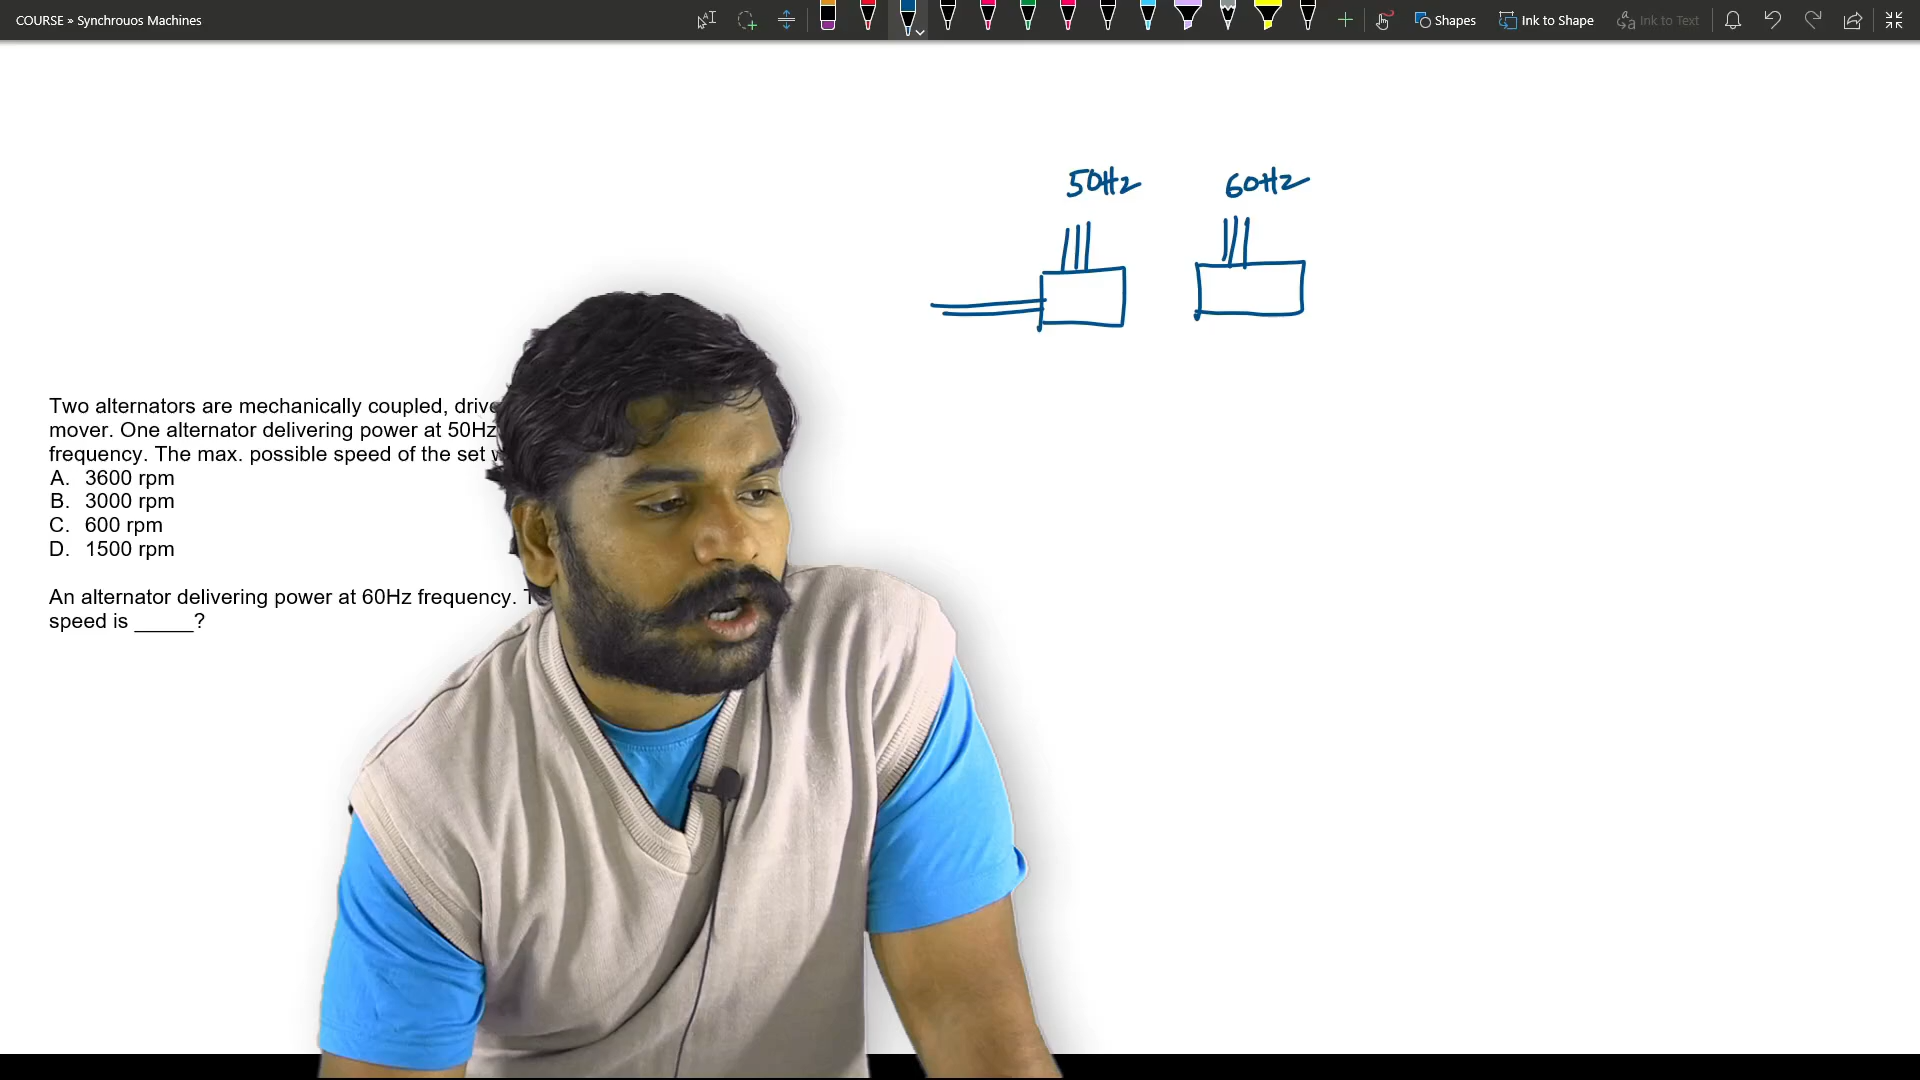 COURSE » Synchrouos Machines
Shapes
Ink to Shape
Ink to Text
50Hz
60Hz
Two alternators are mechanically coupled,
mover. One alternator delivering power at 50Hz
frequency. The max. possible speed of the set
A. 3600 rpm
B. 3000 rpm
C. 600 rpm
D. 1500 rpm
An alternator delivering power at 60Hz frequency.
speed is _____?